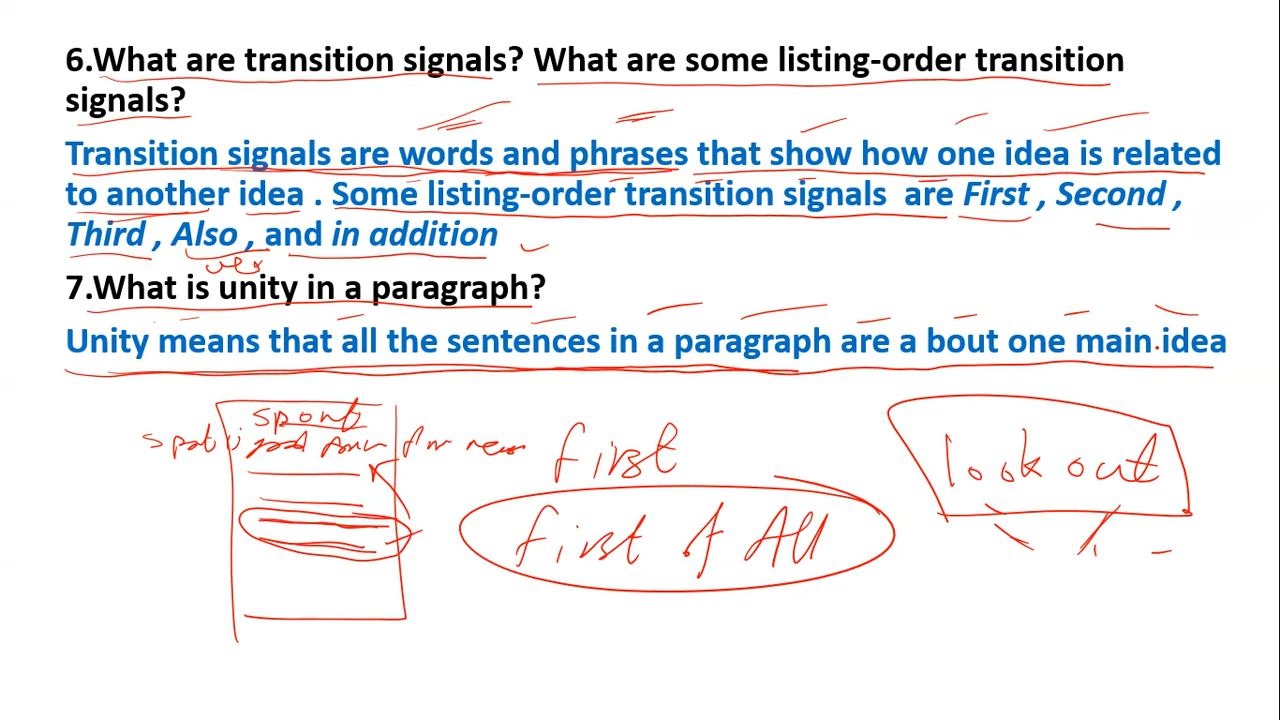 6.What are transition signals? What are some listing-order transition
signals?
Transition signals are words and phrases that show how one idea is related
to another idea . Some listing-order transition signals are First , Second ,
Third , Also , and in addition
7.What is unity in a paragraph?
Unity means that all the sentences in a paragraph are a bout one main idea
first
look out
first of All